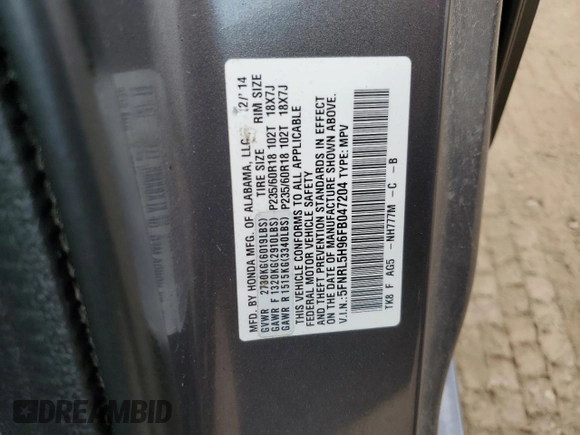 MFD. BY HONDA MFG. OF ALABAMA, LLC 12/14
TIRE SIZE RIM SIZE
GVWR 2730KG(6019LBS)
GAWR F 1320KG(2910LBS) P235/60R18 102T 18X7J
GAWR R 1515KG(3340LBS) P235/60R18 102T 18X7J
THIS VEHICLE CONFORMS TO ALL APPLICABLE
FEDERAL MOTOR VEHICLE SAFETY
THEFT PREVENTION STANDARDS IN EFFECT
ON THE DATE OF MANUFACTURE SHOWN ABOVE.
V.I.N.: 5FNRL5H96FB047204 TYPE: MPV
TK8 F AG5 -NH777M -C -B
DREAMBID